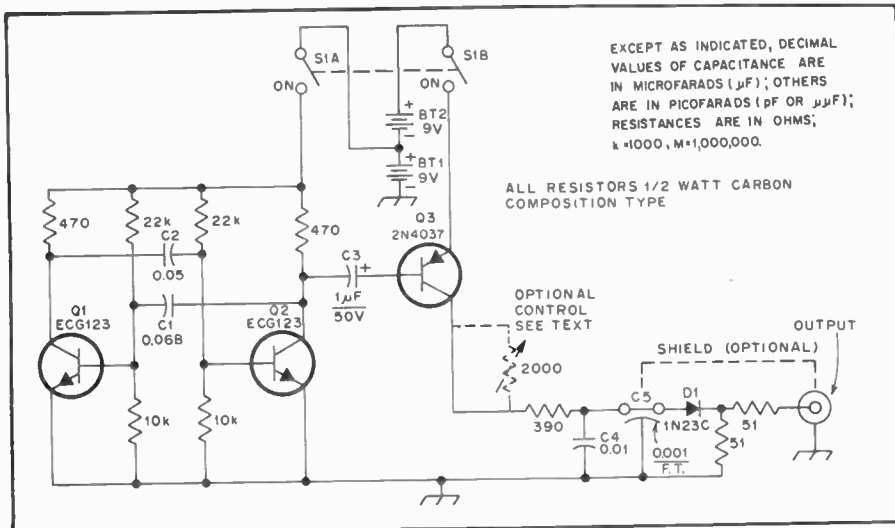 S1A
S1B
ON
ON
+
BT2
9V
-
+
BT1
9V
-
EXCEPT AS INDICATED, DECIMAL
VALUES OF CAPACITANCE ARE
IN MICROFARADS (µF); OTHERS
ARE IN PICOFARADS (pF OR µµF);
RESISTANCES ARE IN OHMS;
k=1000, M=1,000,000.
ALL RESISTORS 1/2 WATT CARBON
COMPOSITION TYPE
470
22k
22k
470
C2
0.05
C3
+
1µF
50V
Q3
2N4037
Q1
ECG123
C1
0.068
Q2
ECG123
OPTIONAL
CONTROL
SEE TEXT
2000
SHIELD (OPTIONAL)
OUTPUT
10k
10k
390
C4
0.01
C5
0.001
F.T.
D1
1N23C
51
51